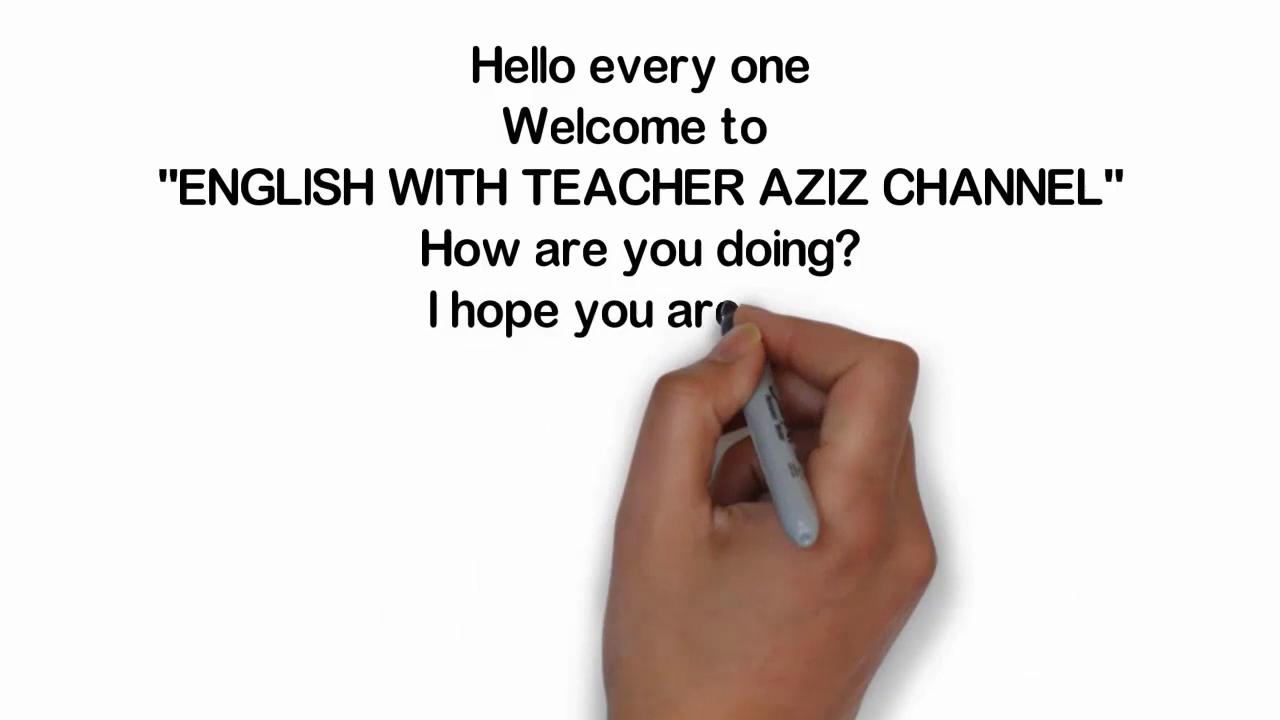 Hello every one
Welcome to
"ENGLISH WITH TEACHER AZIZ CHANNEL"
How are you doing?
I hope you are